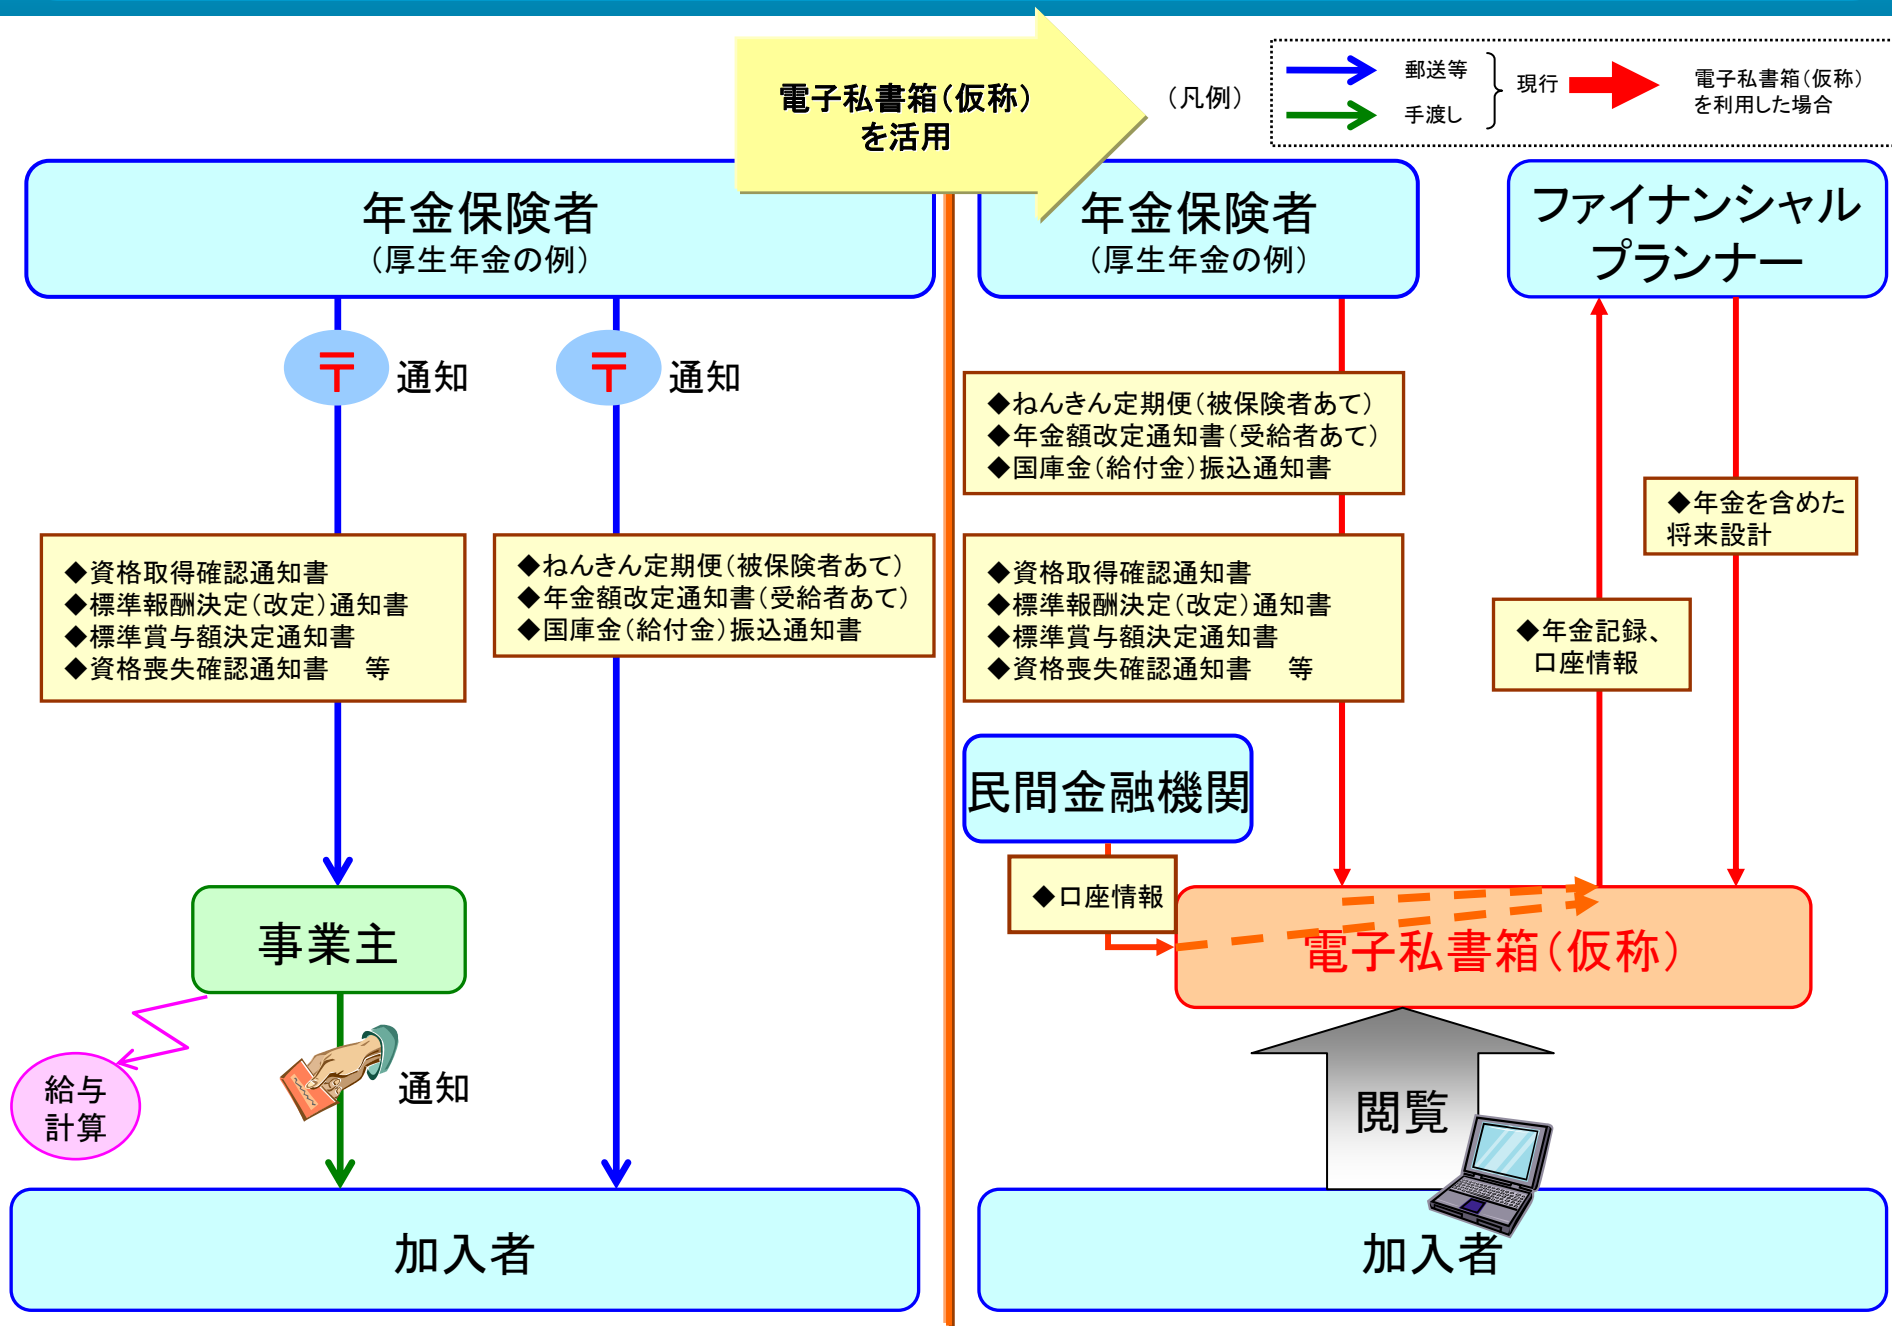 電子私書箱（仮称）
を活用
（凡例）
郵送等
手渡し
現行
電子私書箱（仮称）
を利用した場合
年金保険者
（厚生年金の例）
〒
通知
〒
通知
◆資格取得確認通知書
◆標準報酬決定（改定）通知書
◆標準賞与額決定通知書
◆資格喪失確認通知書　等
◆ねんきん定期便（被保険者あて）
◆年金額改定通知書（受給者あて）
◆国庫金（給付金）振込通知書
事業主
給与
計算
通知
加入者
年金保険者
（厚生年金の例）
ファイナンシャル
プランナー
◆ねんきん定期便（被保険者あて）
◆年金額改定通知書（受給者あて）
◆国庫金（給付金）振込通知書
◆資格取得確認通知書
◆標準報酬決定（改定）通知書
◆標準賞与額決定通知書
◆資格喪失確認通知書　等
◆年金を含めた
将来設計
◆年金記録、
口座情報
民間金融機関
◆口座情報
電子私書箱（仮称）
閲覧
加入者